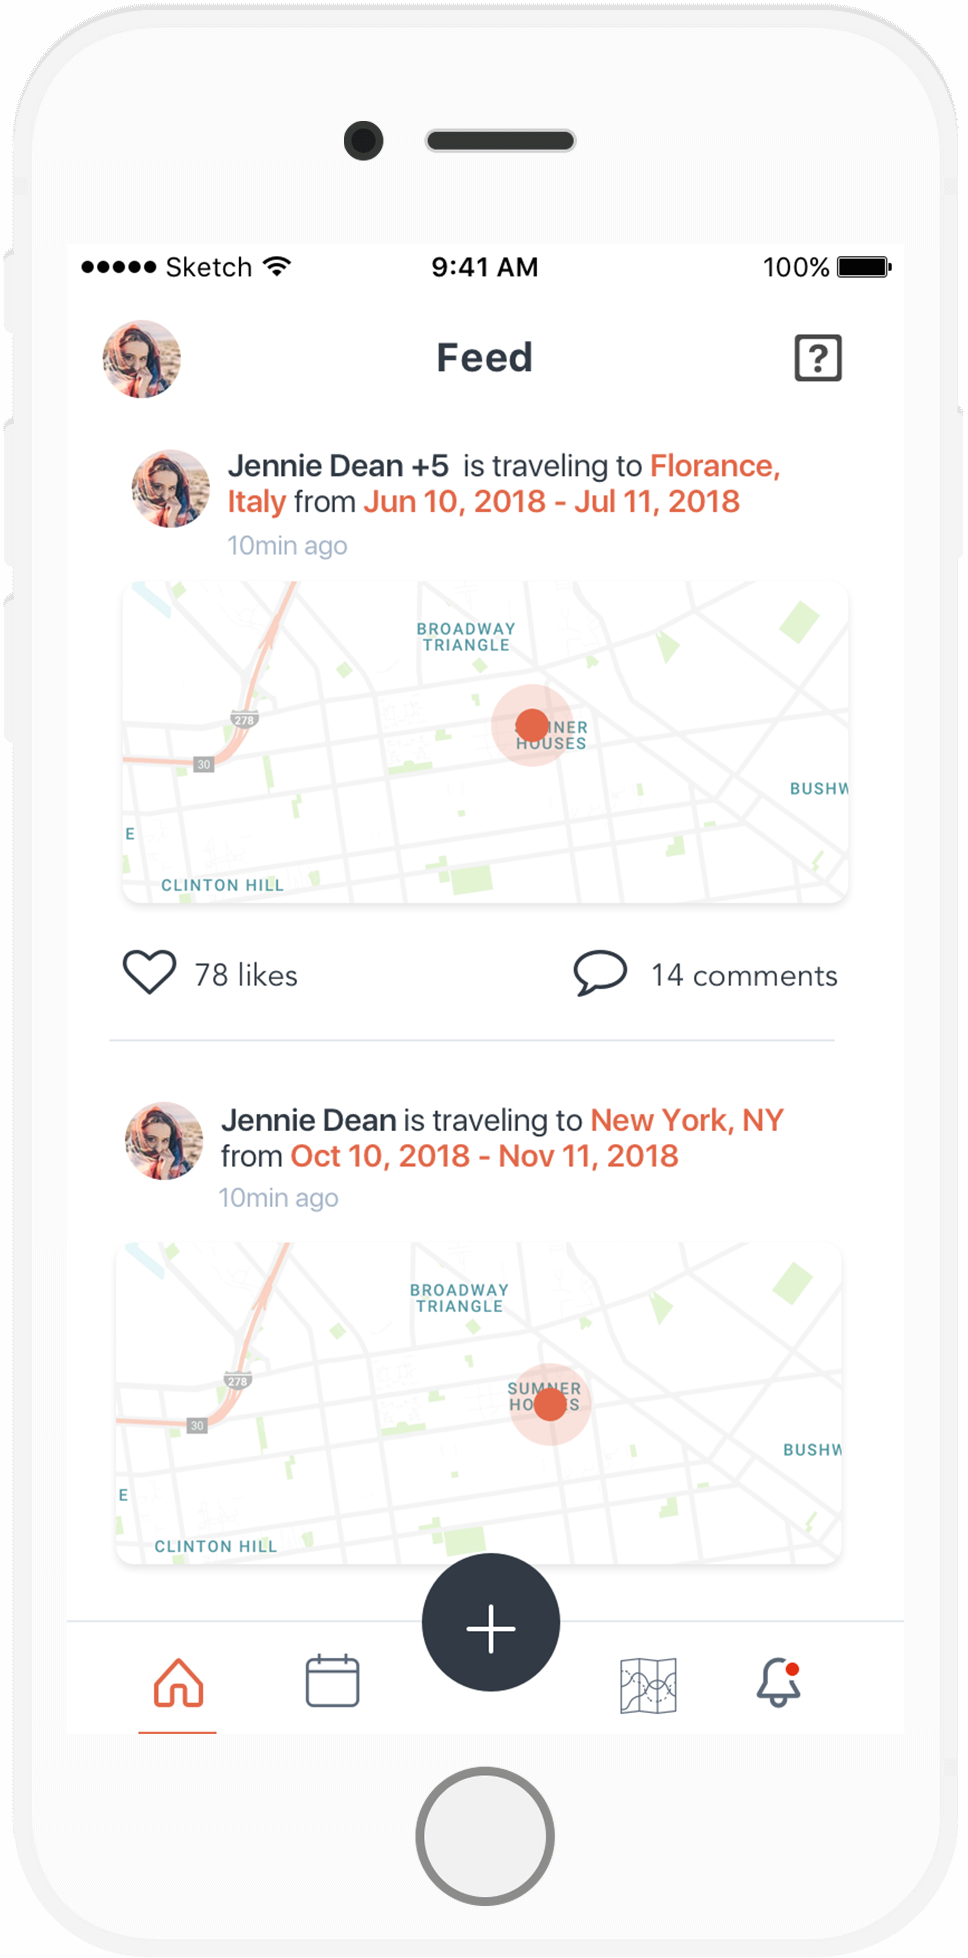 Sketch 9:41 AM 100%
Feed
?
Jennie Dean +5 is traveling to Florance,
Italy from Jun 10, 2018 - Jul 11, 2018
10min ago
BROADWAY
TRIANGLE
278
HOUSES
30
BUSHW
E
CLINTON HILL
78 likes 14 comments
Jennie Dean is traveling to New York, NY
from Oct 10, 2018 - Nov 11, 2018
10min ago
BROADWAY
TRIANGLE
278
SUMNER
30
BUSHW
E
CLINTON HILL